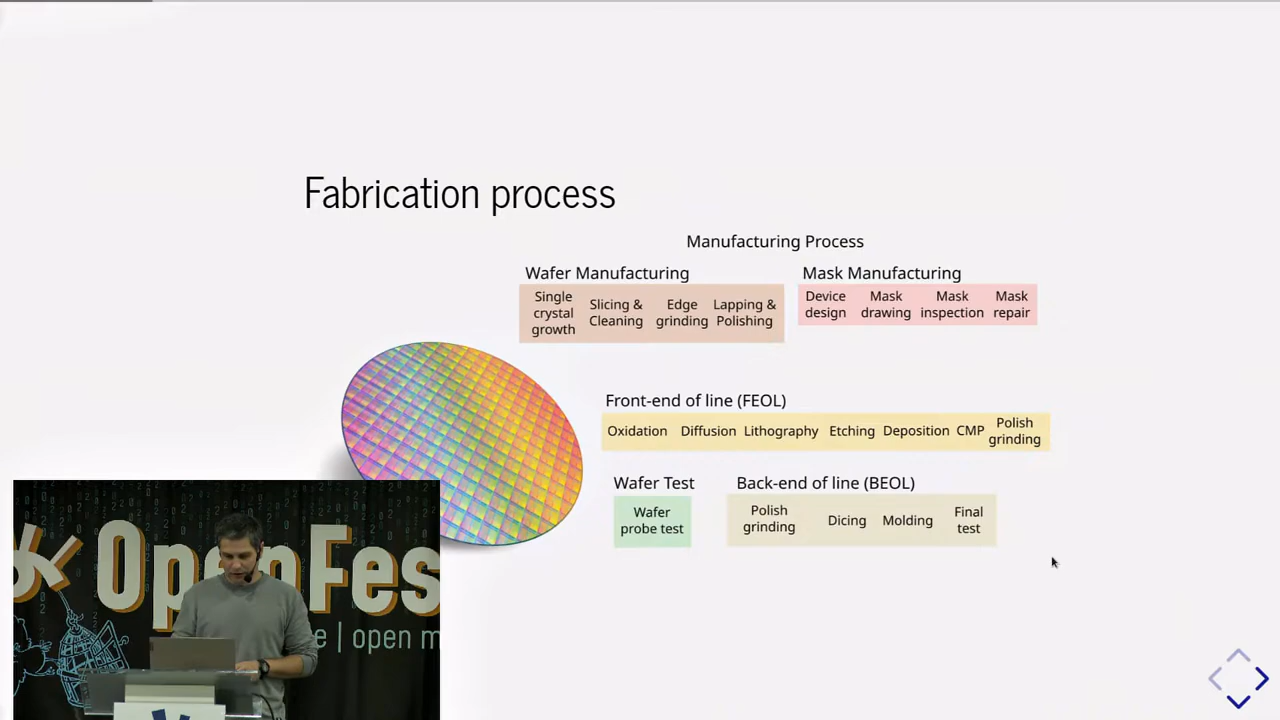 Fabrication process
Manufacturing Process
Wafer Manufacturing
Single
crystal
growth
Slicing &
Cleaning
Edge
grinding
Lapping &
Polishing
Mask Manufacturing
Device
design
Mask
drawing
Mask
inspection
Mask
repair
Front-end of line (FEOL)
Oxidation
Diffusion
Lithography
Etching
Deposition
CMP
Polish
grinding
Wafer Test
Wafer
probe test
Back-end of line (BEOL)
Polish
grinding
Dicing
Molding
Final
test
OpenFes
e | open m